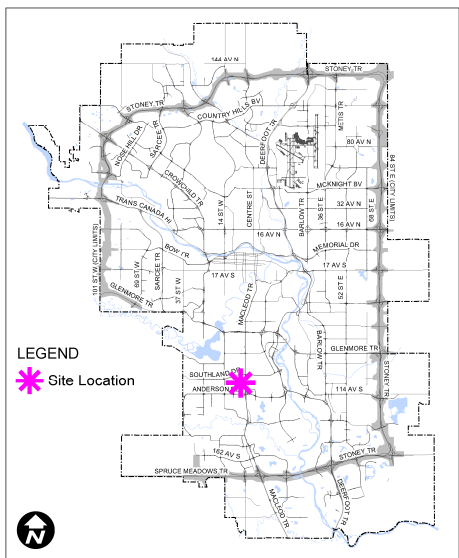 144 AV N
STONEY TR
STONEY TR
COUNTRY HILLS BV
METIS TR
NOSE HILL DR
SARCEE TR
DEERFOOT TR
80 AV N
CROWCHILD TR
MCKNIGHT BV
TRANS CANADA HI
14 ST W
CENTRE ST
BARLOW TR
36 ST E
32 AV N
68 ST E
84 ST E (CITY LIMITS)
16 AV N
16 AV N
101 ST W (CITY LIMITS)
69 ST W
SARCEE TR
BOW TR
37 ST W
17 AV S
MEMORIAL DR
17 AV S
GLENMORE TR
MACLEOD TR
52 ST E
BARLOW TR
GLENMORE TR
LEGEND
Site Location
SOUTHLAND DR
ANDERSON
114 AV S
STONEY TR
162 AV S
STONEY TR
SPRUCE MEADOWS TR
MACLEOD TR
DEERFOOT TR
N